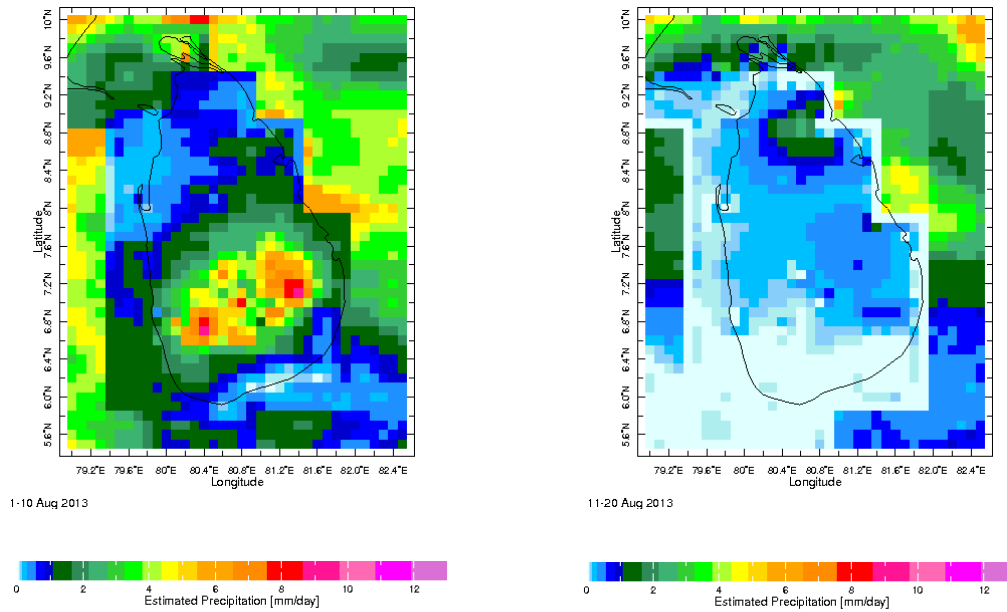 10°N
9.6°N
9.2°N
8.8°N
8.4°N
8°N
7.6°N
7.2°N
6.8°N
6.4°N
6.0°N
5.6°N
Latitude
79.2°E 79.6°E 80°E 80.4°E 80.8°E 81.2°E 81.6°E 82.0°E 82.4°E
Longitude
1-10 Aug 2013
0 2 4 6 8 10 12
Estimated Precipitation [mm/day]
10°N
9.6°N
9.2°N
8.8°N
8.4°N
8°N
7.6°N
7.2°N
6.8°N
6.4°N
6.0°N
5.6°N
Latitude
79.2°E 79.6°E 80°E 80.4°E 80.8°E 81.2°E 81.6°E 82.0°E 82.4°E
Longitude
11-20 Aug 2013
0 2 4 6 8 10 12
Estimated Precipitation [mm/day]